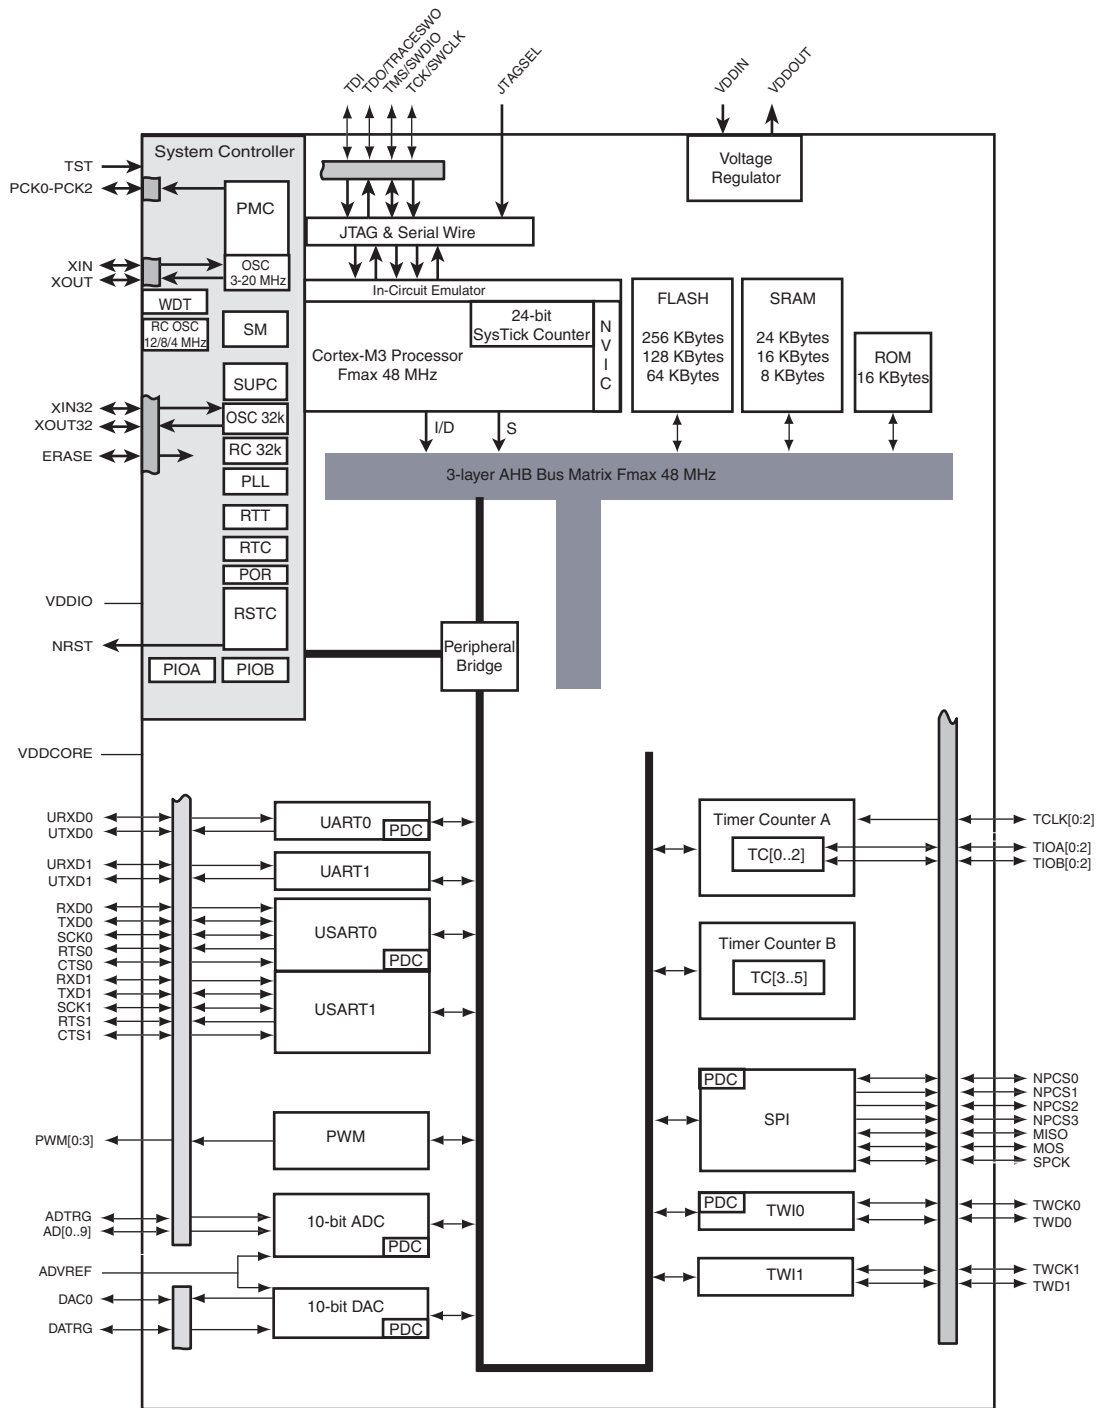 TDI
TDO/TRACESWO
TMS/SWDIO
TCK/SWCLK
JTAGSEL
VDDIN
VDDOUT
System Controller
TST
PCK0-PCK2
PMC
XIN
XOUT
OSC
3-20 MHz
WDT
RC OSC
12/8/4 MHz
SM
SUPC
XIN32
XOUT32
OSC 32k
ERASE
RC 32k
PLL
RTT
RTC
POR
VDDIO
RSTC
NRST
PIOA
PIOB
VDDCORE
Voltage
Regulator
JTAG & Serial Wire
In-Circuit Emulator
24-bit
SysTick Counter
N
V
I
C
Cortex-M3 Processor
Fmax 48 MHz
FLASH
256 KBytes
128 KBytes
64 KBytes
SRAM
24 KBytes
16 KBytes
8 KBytes
ROM
16 KBytes
I/D
S
3-layer AHB Bus Matrix Fmax 48 MHz
Peripheral
Bridge
URXD0
UTXD0
UART0
PDC
URXD1
UTXD1
UART1
RXD0
TXD0
SCK0
RTS0
CTS0
USART0
PDC
RXD1
TXD1
SCK1
RTS1
CTS1
USART1
PWM[0:3]
PWM
ADTRG
AD[0..9]
10-bit ADC
PDC
ADVREF
DAC0
DATRG
10-bit DAC
PDC
Timer Counter A
TC[0..2]
TCLK[0:2]
TIOA[0:2]
TIOB[0:2]
Timer Counter B
TC[3..5]
PDC
SPI
NPCS0
NPCS1
NPCS2
NPCS3
MISO
MOS
SPCK
PDC
TWI0
TWCK0
TWD0
TWI1
TWCK1
TWD1